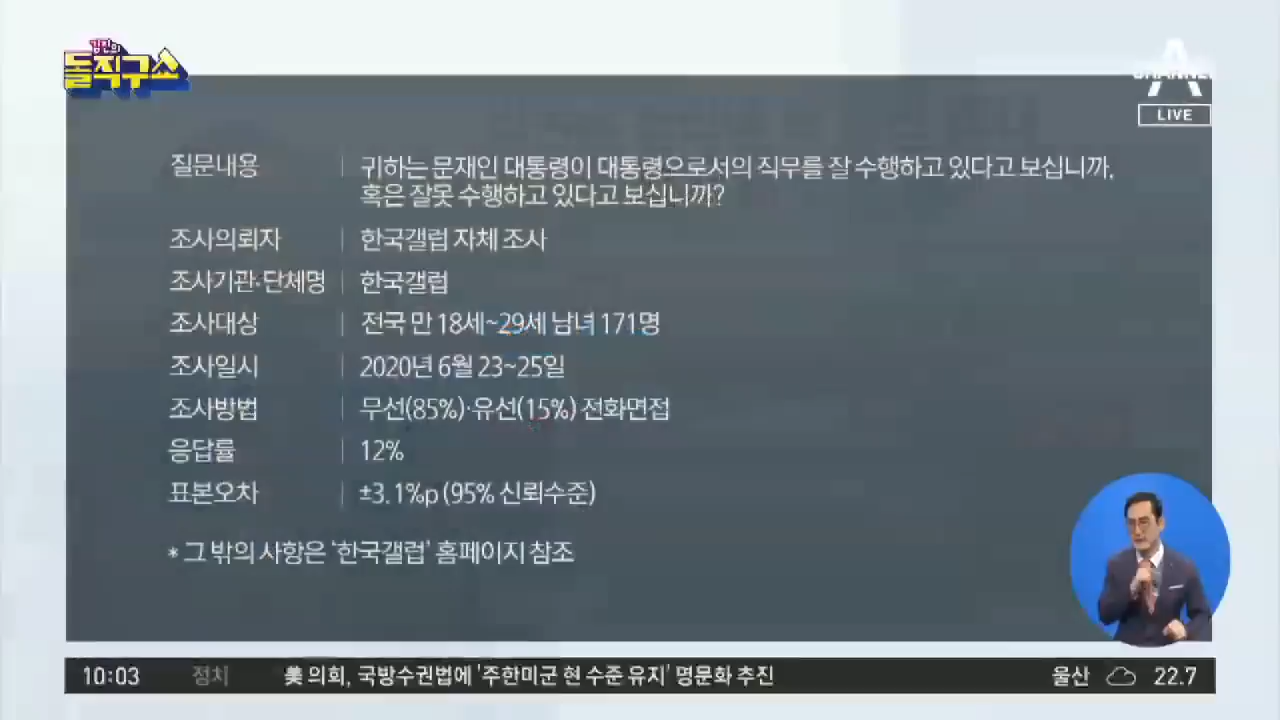 김진의
돌직구쇼
CHANNEL A
LIVE
질문내용 | 귀하는 문재인 대통령이 대통령으로서의 직무를 잘 수행하고 있다고 보십니까,
혹은 잘못 수행하고 있다고 보십니까?
조사의뢰자 | 한국갤럽 자체 조사
조사기관·단체명 | 한국갤럽
조사대상 | 전국 만 18세~29세 남녀 171명
조사일시 | 2020년 6월 23~25일
조사방법 | 무선(85%)·유선(15%) 전화면접
응답률 | 12%
표본오차 | ±3.1%p (95% 신뢰수준)
* 그 밖의 사항은 '한국갤럽' 홈페이지 참조
10:03 정치 美 의회, 국방수권법에 '주한미군 현 수준 유지' 명문화 추진 울산 22.7